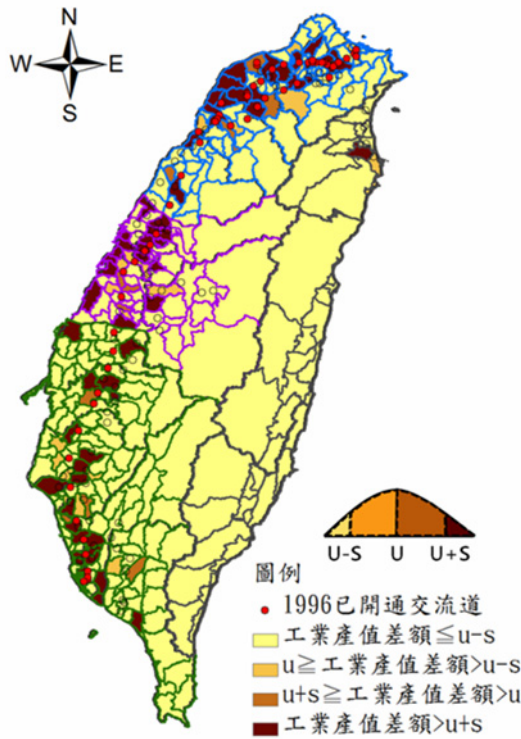 N
W E
S
U-S U U+S
圖例
1996已開通交流道
工業產值差額≦u-s
u≧工業產值差額>u-s
u+s≧工業產值差額>u
工業產值差額>u+s